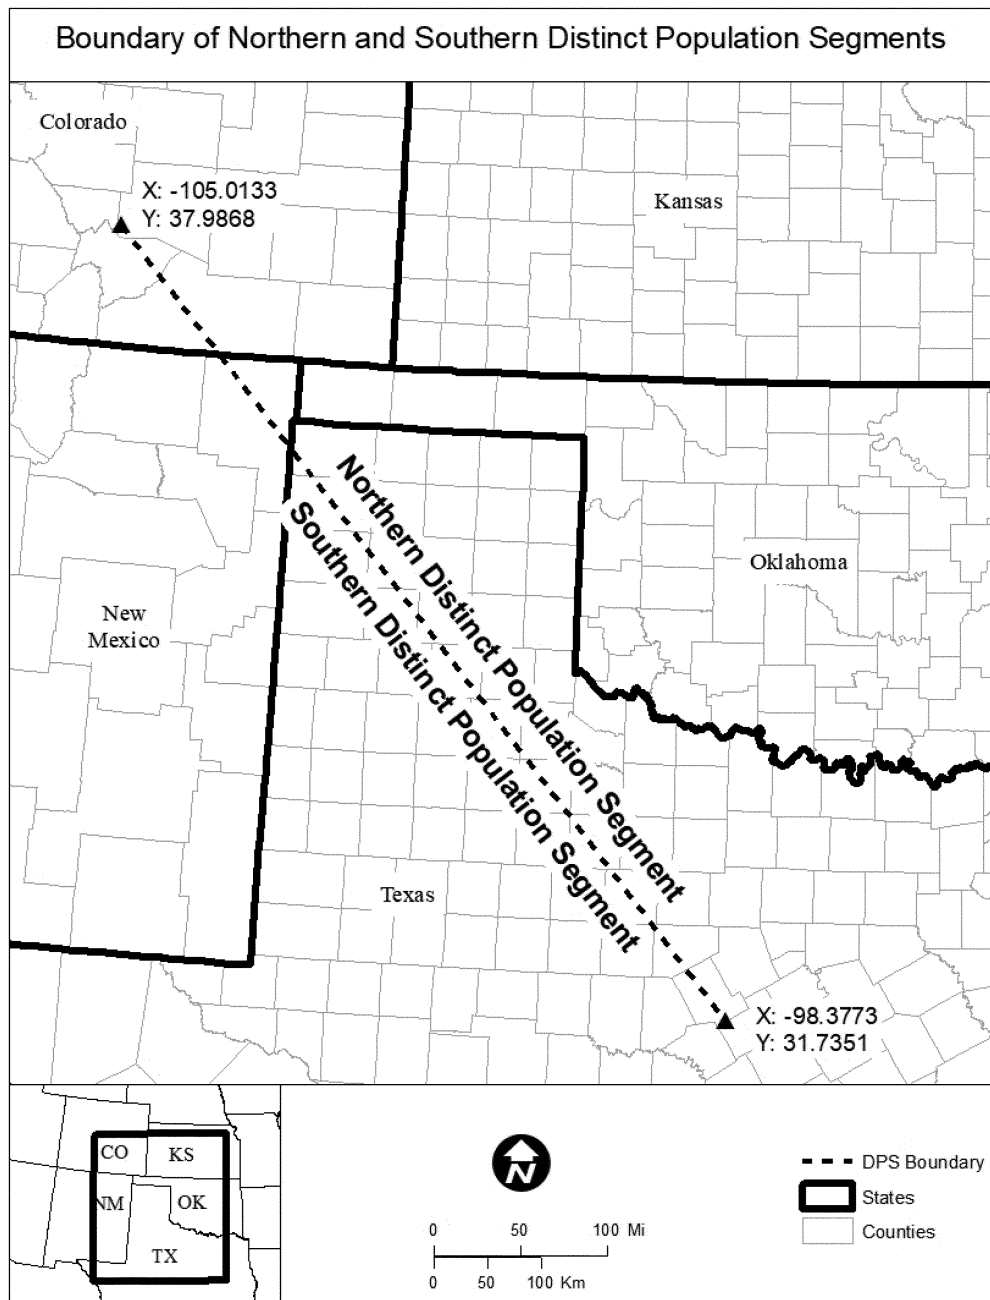 Boundary of Northern and Southern Distinct Population Segments
Colorado
X: -105.0133
Y: 37.9868
Kansas
Northern Distinct Population Segment
Southern Distinct Population Segment
Oklahoma
New
Mexico
Texas
X: -98.3773
Y: 31.7351
CO
KS
NM
OK
TX
N
0 50 100 Mi
0 50 100 Km
DPS Boundary
States
Counties